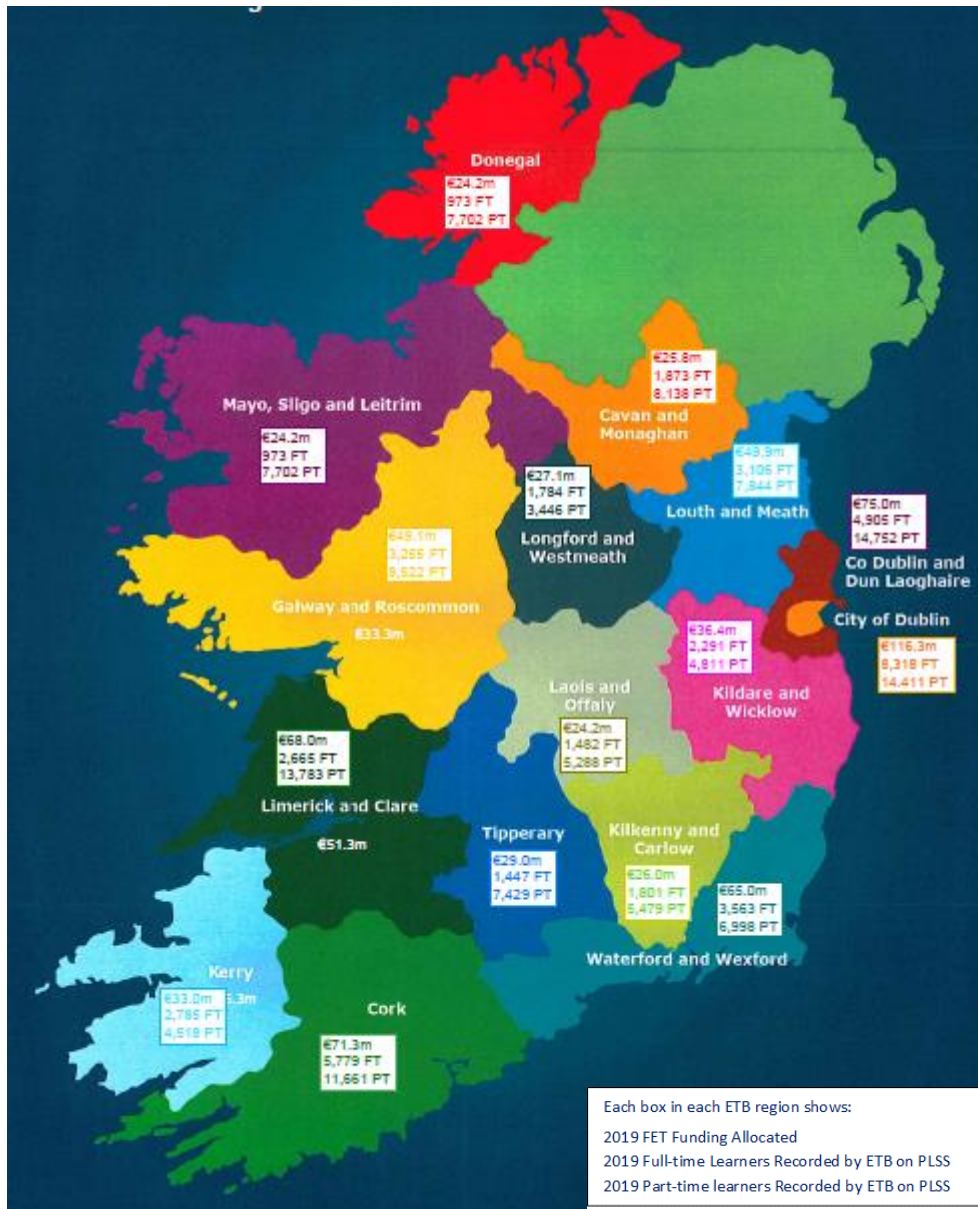 Donegal
€24.2m
973 FT
7,702 PT
€25.8m
1,873 FT
8,138 PT
Mayo, Sligo and Leitrim
€24.2m
973 FT
7,702 PT
Cavan and
Monaghan
€49.9m
3,106 FT
7,844 PT
€27.1m
1,784 FT
3,446 PT
Louth and Meath
€75.0m
4,905 FT
14,752 PT
€49.1m
Longford and
Westmeath
Co Dublin and
Dun Laoghaire
Galway and Roscommon
€33.3m
City of Dublin
€36.4m
2,291 FT
4,811 PT
€116.3m
8,318 FT
14,411 PT
Laois and
Offaly
Kildare and
Wicklow
€24.2m
1,482 FT
5,288 PT
€68.0m
2,665 FT
13,783 PT
Limerick and Clare
€51.3m
Tipperary
€29.0m
1,447 FT
7,429 PT
Kilkenny and
Carlow
€26.0m
1,801 FT
5,479 PT
€65.0m
3,563 FT
6,998 PT
Waterford and Wexford
Kerry
€33.0m
5.3m
2,785 FT
4,518 PT
Cork
€71.3m
5,779 FT
11,661 PT
Each box in each ETB region shows:
2019 FET Funding Allocated
2019 Full-time Learners Recorded by ETB on PLSS
2019 Part-time learners Recorded by ETB on PLSS